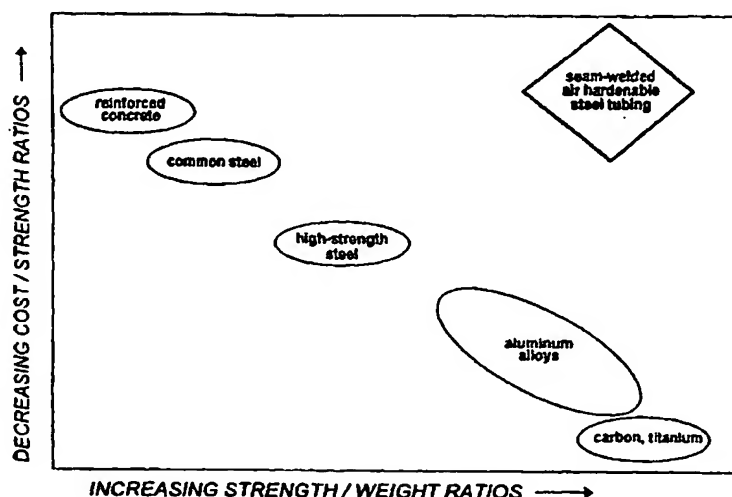 DECREASING COST / STRENGTH RATIOS
reinforced
concrete
seam-welded
air hardenable
steel tubing
common steel
high-strength
steel
aluminum
alloys
carbon, titanium
INCREASING STRENGTH / WEIGHT RATIOS